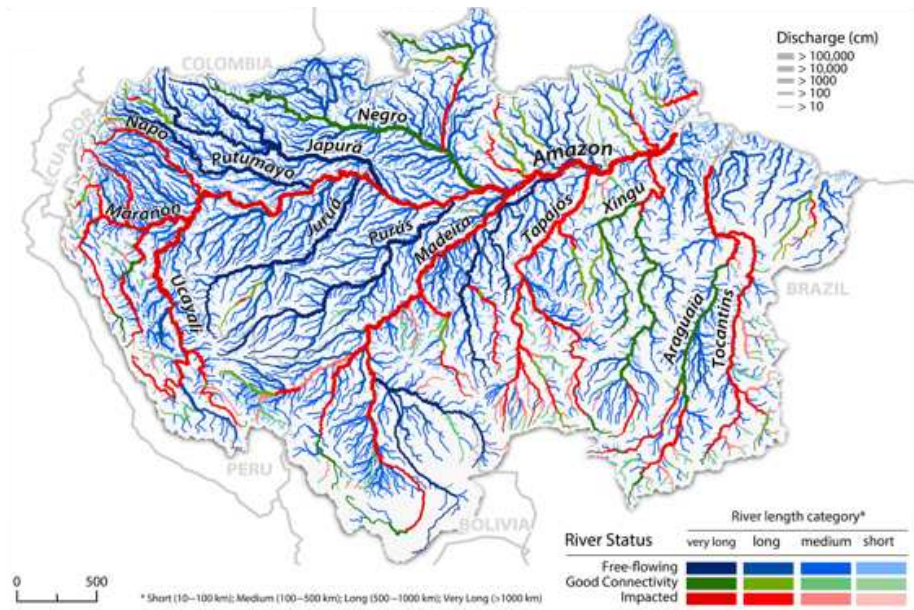 COLOMBIA
ECUADOR
PERU
BOLIVIA
BRAZIL
Discharge (cm)
> 100,000
> 10,000
> 1000
> 100
> 10
Negro
Napo
Putumayo
Japurá
Amazon
Marañón
Juruá
Purús
Madeira
Tapajós
Xingu
Ucayali
Araguaia
Tocantins
River length category*
River Status very long long medium short
Free-flowing
Good Connectivity
Impacted
0 500
* Short (10–100 km); Medium (100–500 km); Long (500–1000 km); Very Long (>1000 km)